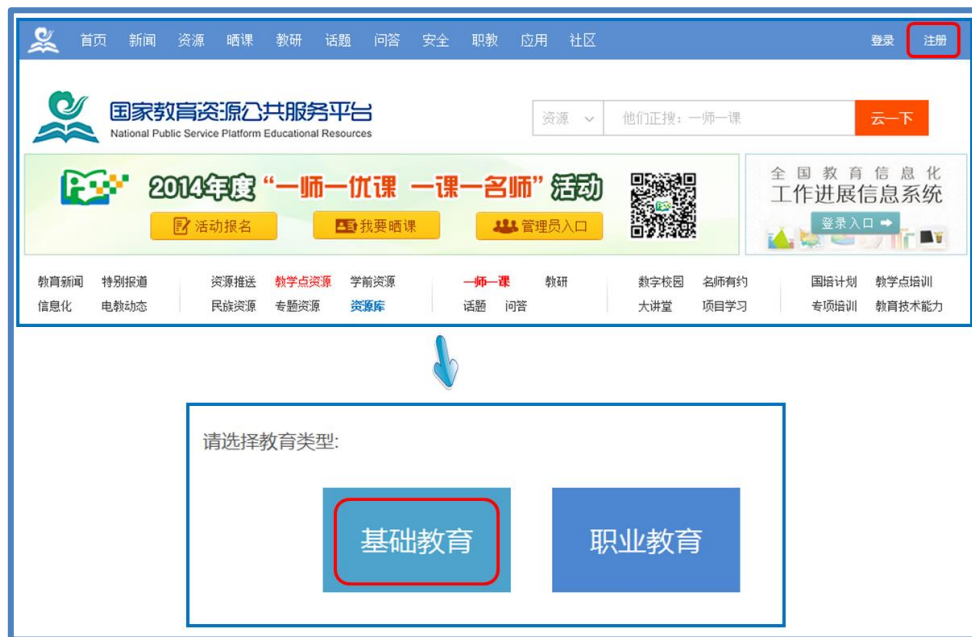 首页 新闻 资源 晒课 教研 话题 问答 安全 职教 应用 社区 登录 注册
国家教育资源公共服务平台
National Public Service Platform Educational Resources
资源 他们正搜：一师一课 云一下
2014年度“一师一优课 一课一名师”活动
活动报名 我要晒课 管理员入口
全国教育信息化
工作进展信息系统
登录入口
教育新闻 特别报道 资源推送 教学点资源 学前资源 一师一课 教研 数字校园 名师有约 国培计划 教学点培训
信息化 电教动态 民族资源 专题资源 资源库 话题 问答 大讲堂 项目学习 专项培训 教育技术能力
请选择教育类型:
基础教育 职业教育